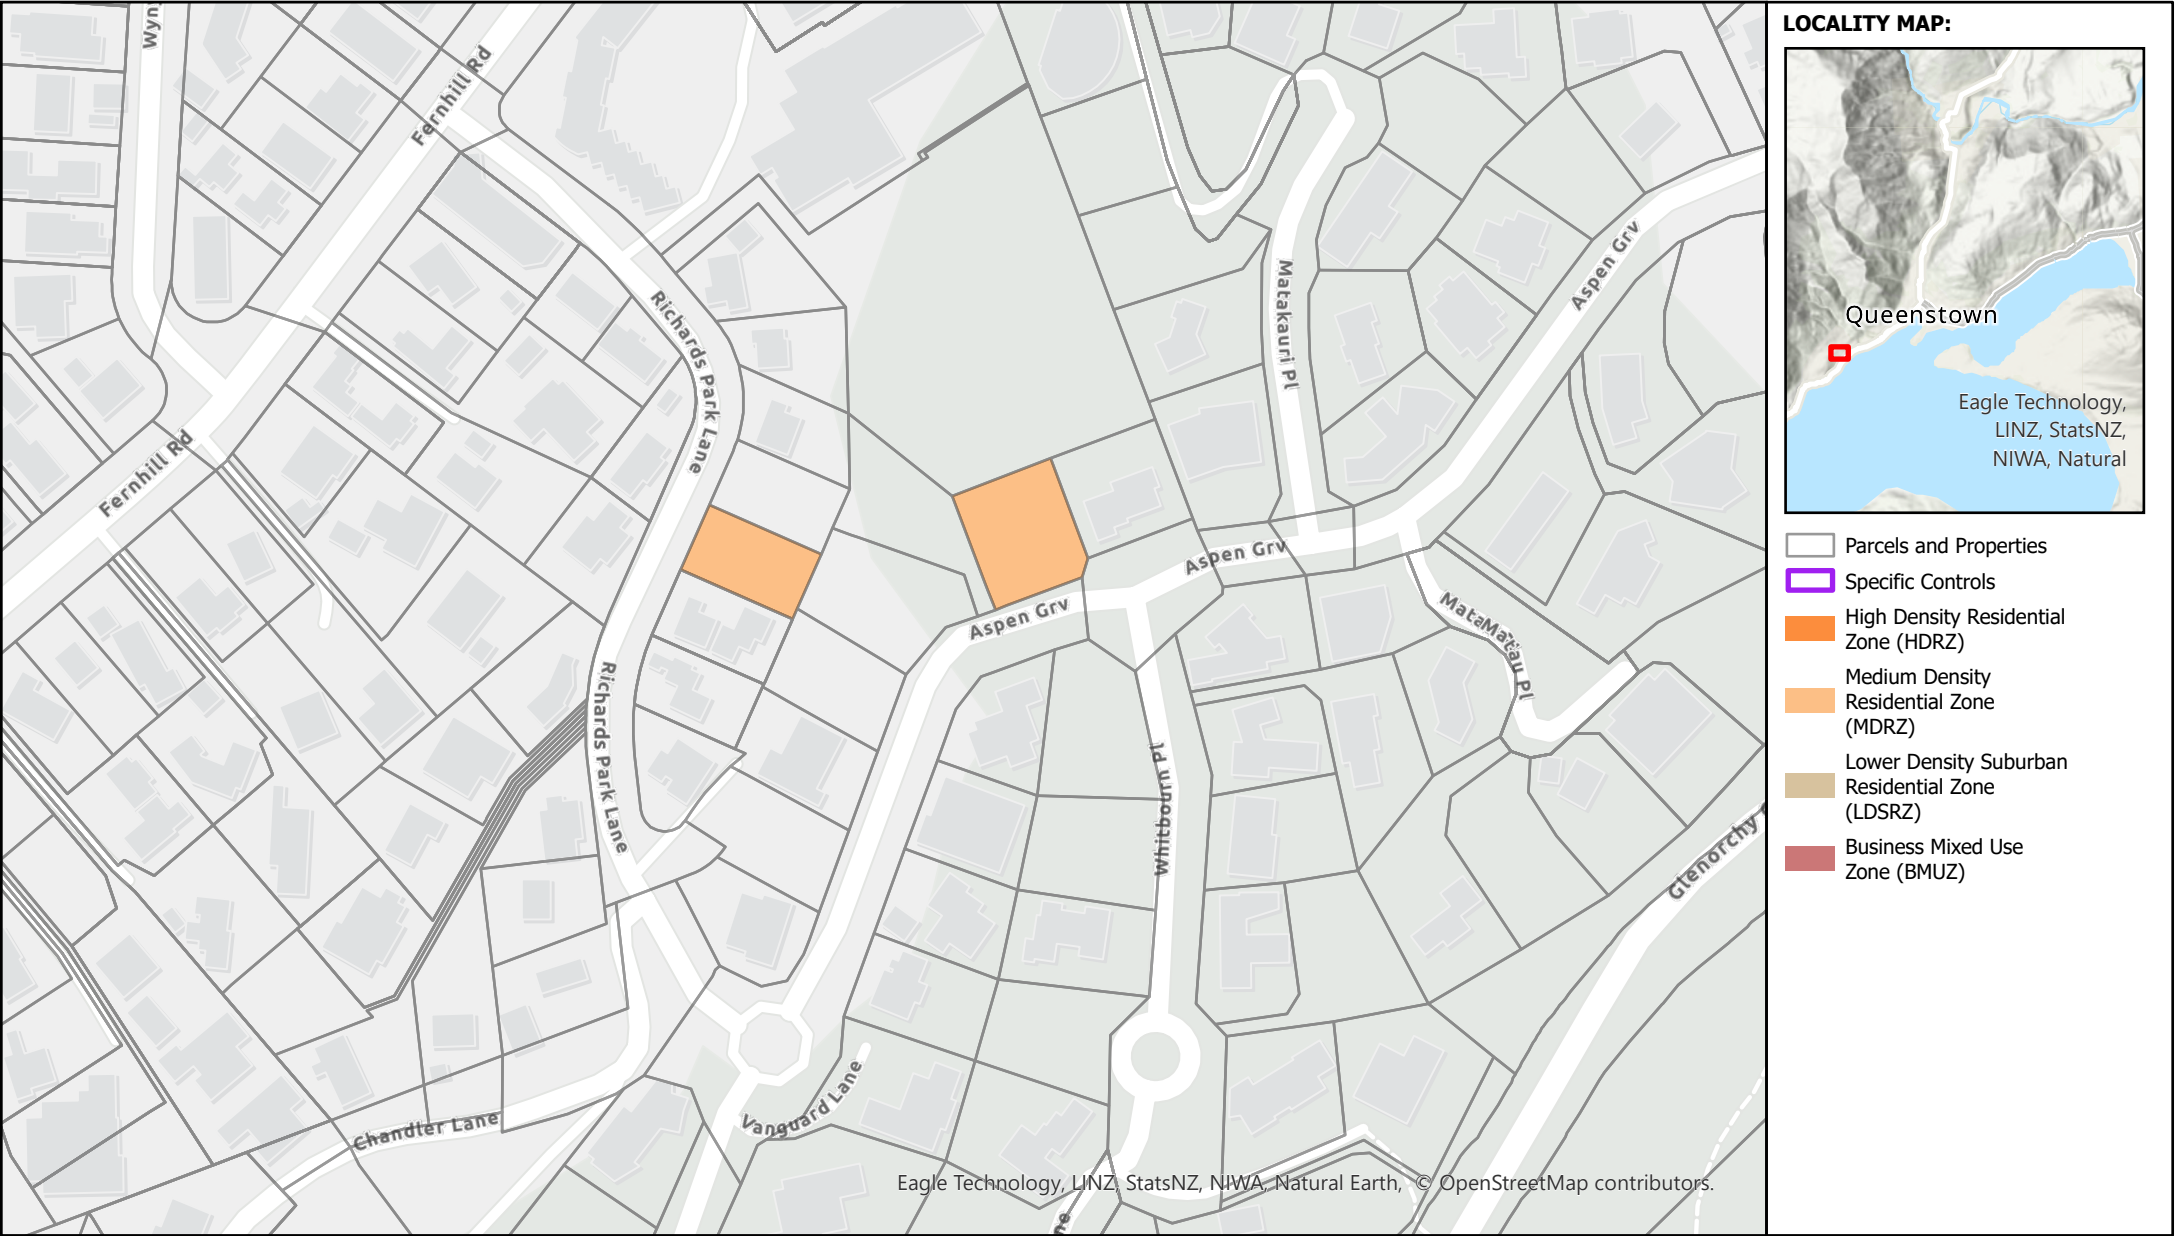 Wyn
Fernhill Rd
Richards Park Lane
Matakauri Pl
Aspen Grv
Fernhill Rd
Aspen Grv
Aspen Grv
MataMatau Pl
Richards Park Lane
Whitbourn Pl
Glenorchy
Vanguard Lane
Chandler Lane
ne
Eagle Technology, LINZ, StatsNZ, NIWA, Natural Earth, © OpenStreetMap contributors.
LOCALITY MAP:
Queenstown
Eagle Technology,
LINZ, StatsNZ,
NIWA, Natural
Parcels and Properties
Specific Controls
High Density Residential
Zone (HDRZ)
Medium Density
Residential Zone
(MDRZ)
Lower Density Suburban
Residential Zone
(LDSRZ)
Business Mixed Use
Zone (BMUZ)